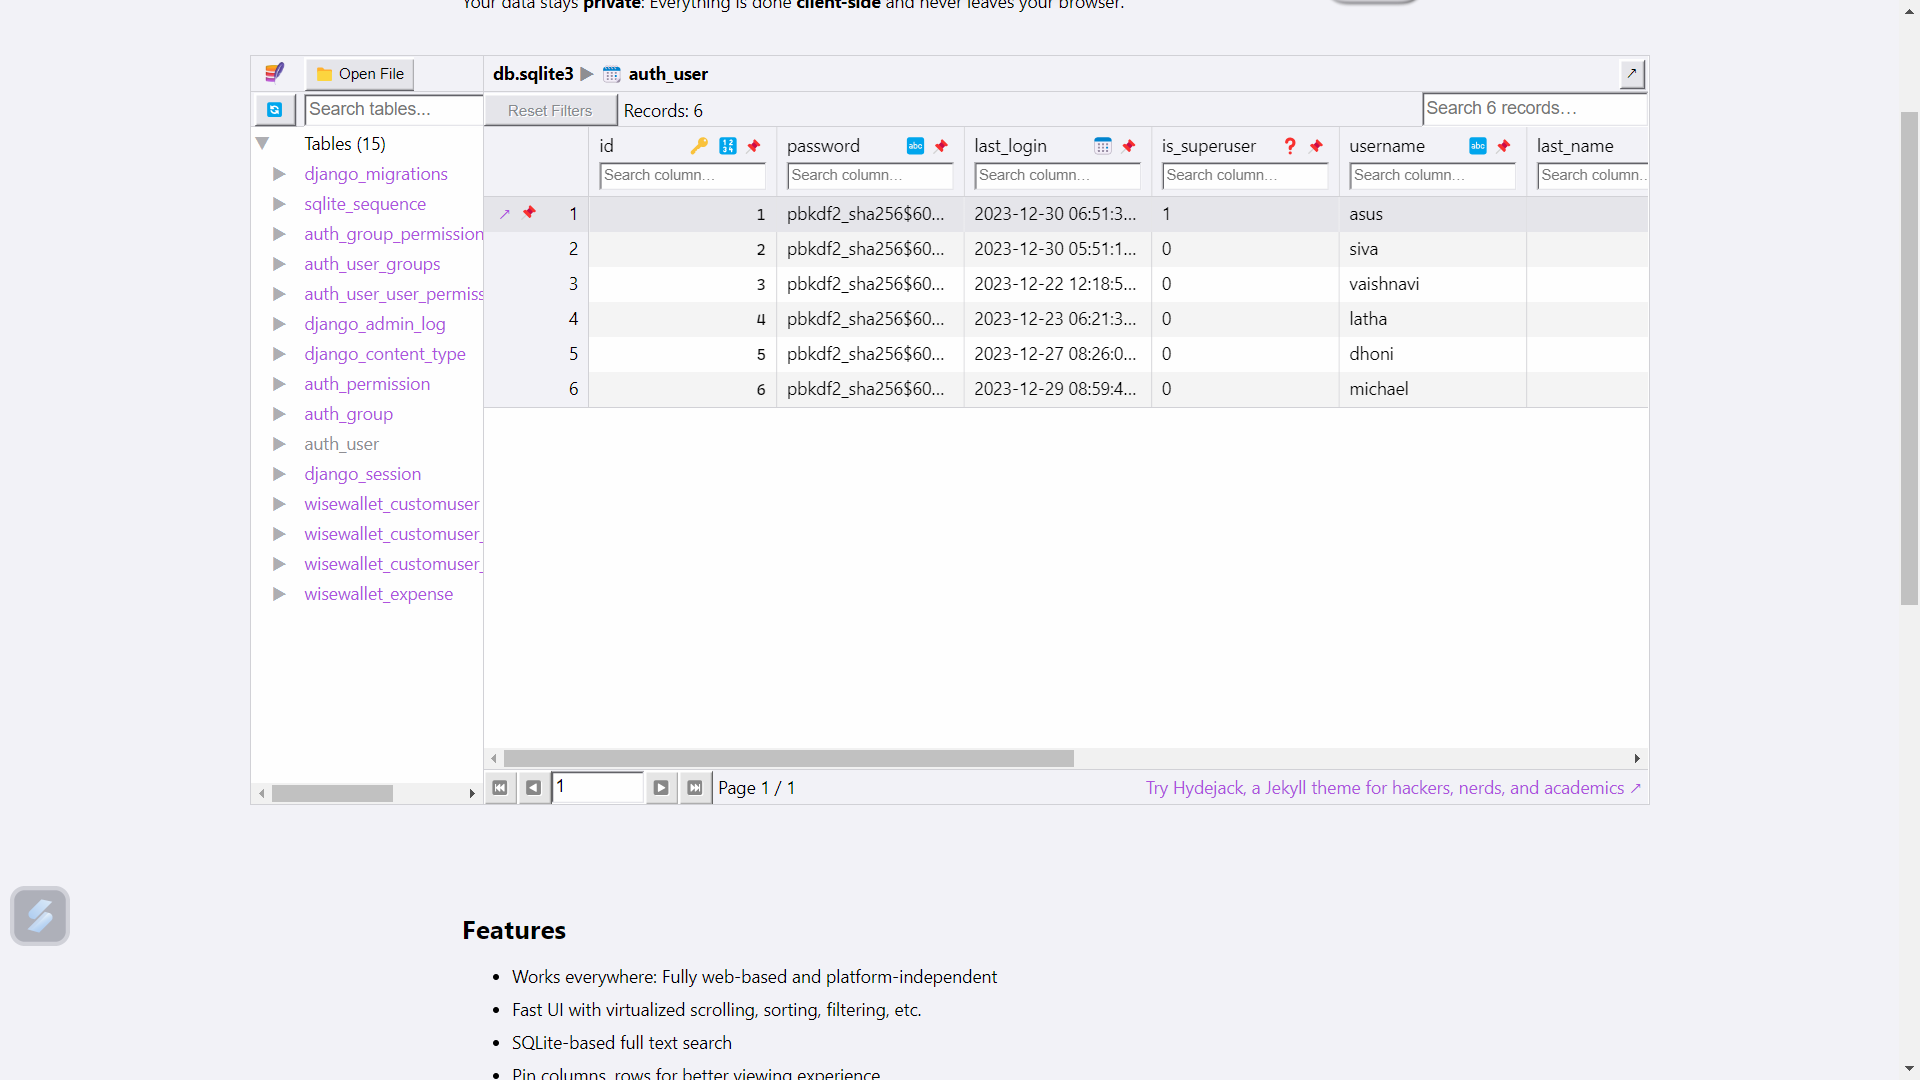 Your data stays private: Everything is done client-side and never leaves your browser.
Open File
db.sqlite3 ▶ auth_user
↗
Search tables...
Reset Filters
Records: 6
Search 6 records…
Tables (15)
django_migrations
sqlite_sequence
auth_group_permission
auth_user_groups
auth_user_user_permiss
django_admin_log
django_content_type
auth_permission
auth_group
auth_user
django_session
wisewallet_customuser
wisewallet_customuser_
wisewallet_customuser_
wisewallet_expense
id password last_login is_superuser username last_name
Search column… Search column… Search column… Search column… Search column… Search column..
1 1 pbkdf2_sha256$60... 2023-12-30 06:51:3... 1 asus
2 2 pbkdf2_sha256$60... 2023-12-30 05:51:1... 0 siva
3 3 pbkdf2_sha256$60... 2023-12-22 12:18:5... 0 vaishnavi
4 4 pbkdf2_sha256$60... 2023-12-23 06:21:3... 0 latha
5 5 pbkdf2_sha256$60... 2023-12-27 08:26:0... 0 dhoni
6 6 pbkdf2_sha256$60... 2023-12-29 08:59:4... 0 michael
1
Page 1 / 1
Try Hydejack, a Jekyll theme for hackers, nerds, and academics ↗
Features
• Works everywhere: Fully web-based and platform-independent
• Fast UI with virtualized scrolling, sorting, filtering, etc.
• SQLite-based full text search
• Pin columns, rows for better viewing experience